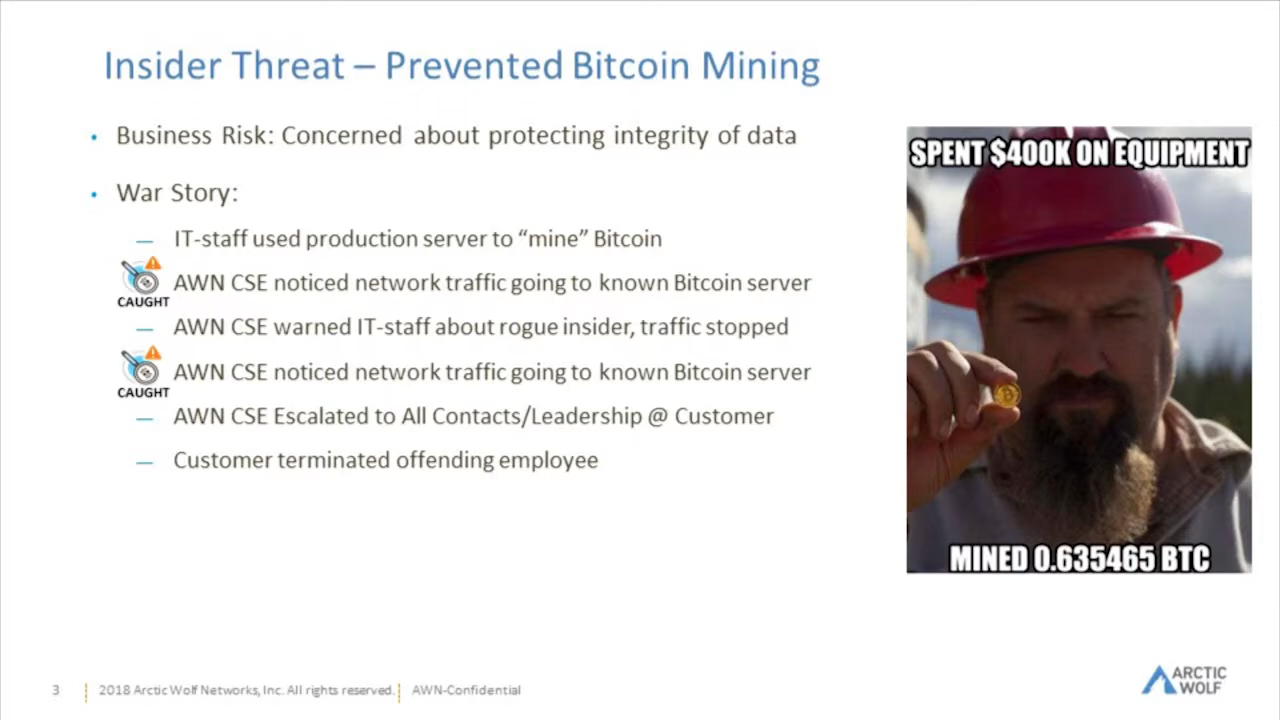 Insider Threat – Prevented Bitcoin Mining
• Business Risk: Concerned about protecting integrity of data
• War Story:
— IT-staff used production server to “mine” Bitcoin
AWN CSE noticed network traffic going to known Bitcoin server
CAUGHT
— AWN CSE warned IT-staff about rogue insider, traffic stopped
AWN CSE noticed network traffic going to known Bitcoin server
CAUGHT
— AWN CSE Escalated to All Contacts/Leadership @ Customer
— Customer terminated offending employee
SPENT $400K ON EQUIPMENT
MINED 0.635465 BTC
3 | 2018 Arctic Wolf Networks, Inc. All rights reserved. | AWN-Confidential
ARCTIC
WOLF